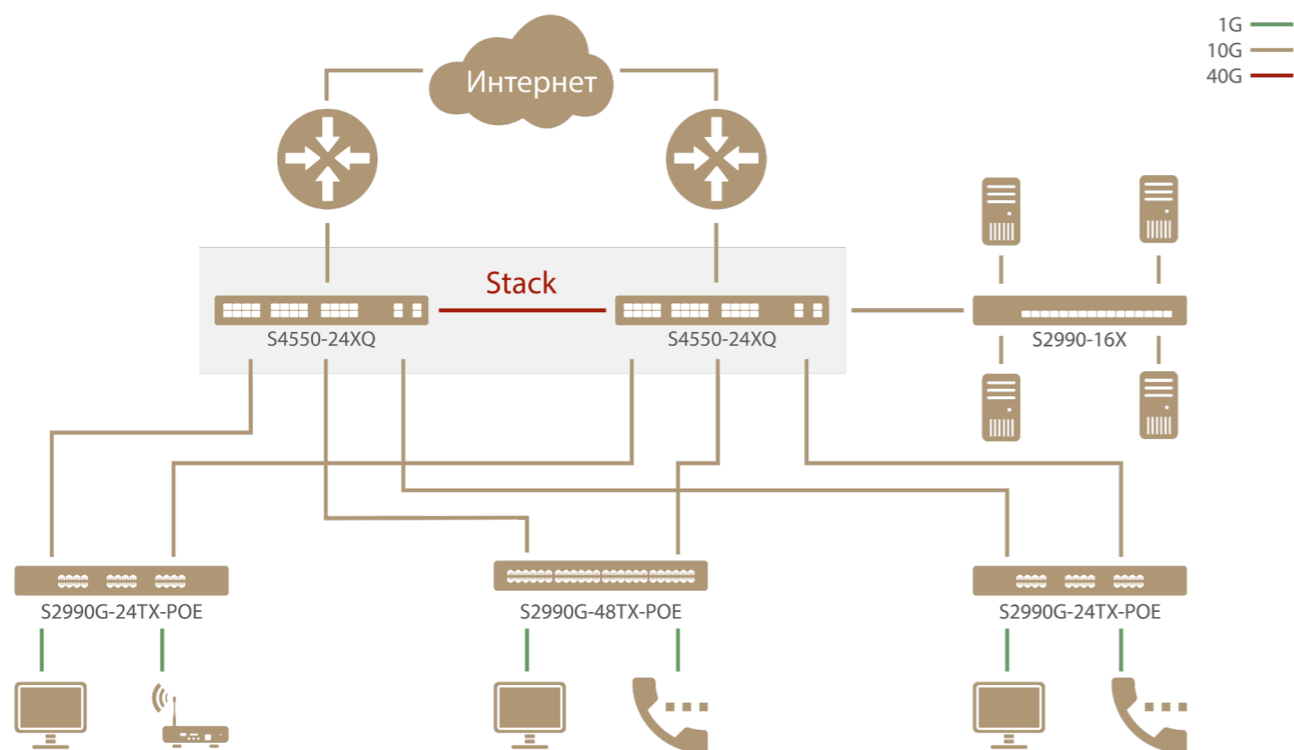 1G
10G
40G
Интернет
Stack
S4550-24XQ
S4550-24XQ
S2990-16X
S2990G-24TX-POE
S2990G-48TX-POE
S2990G-24TX-POE